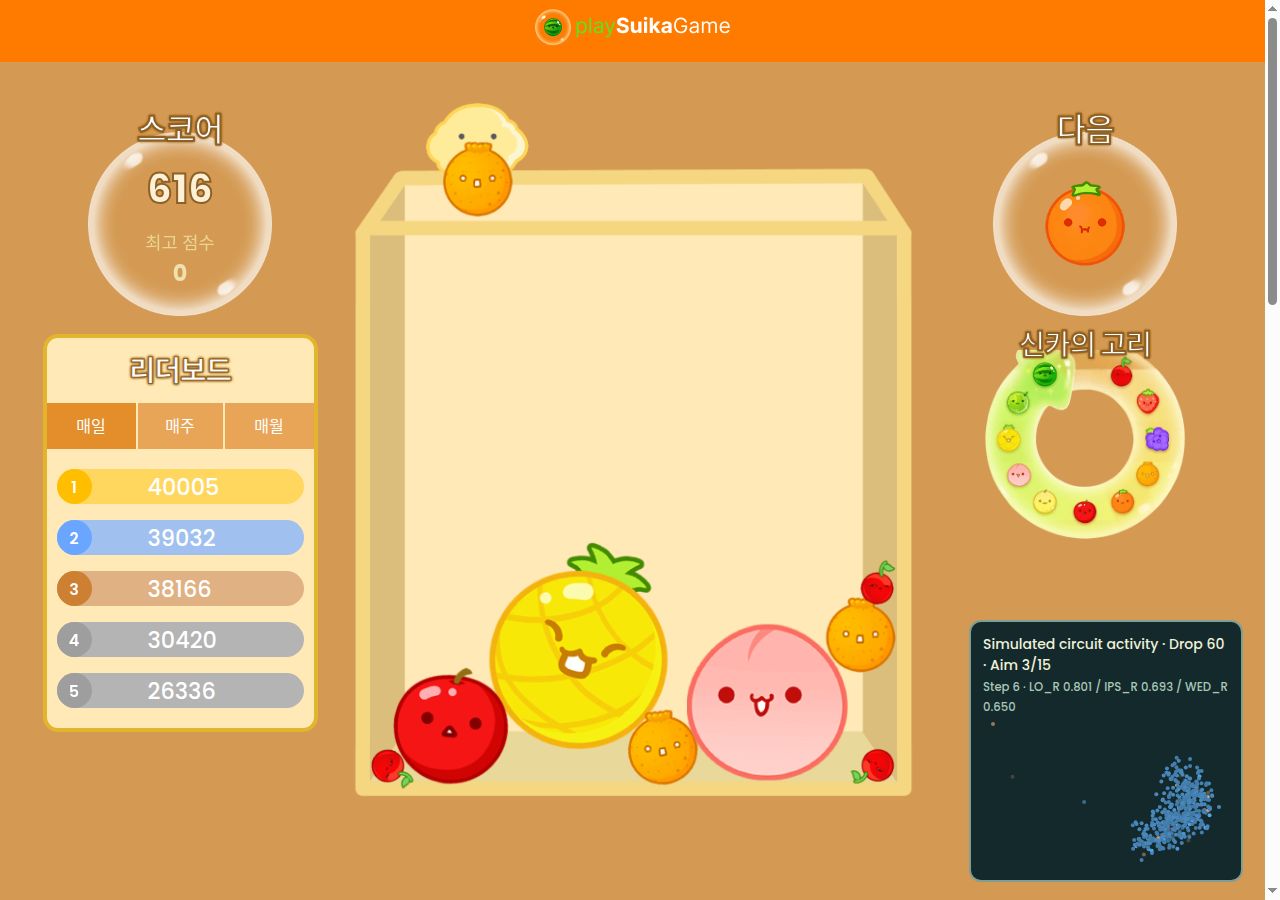 playSuikaGame
스코어
616
최고 점수
0
다음
신카의 고리
리더보드
매일 매주 매월
1 40005
2 39032
3 38166
4 30420
5 26336
Simulated circuit activity · Drop 60
· Aim 3/15
Step 6 · LO_R 0.801 / IPS_R 0.693 / WED_R
0.650